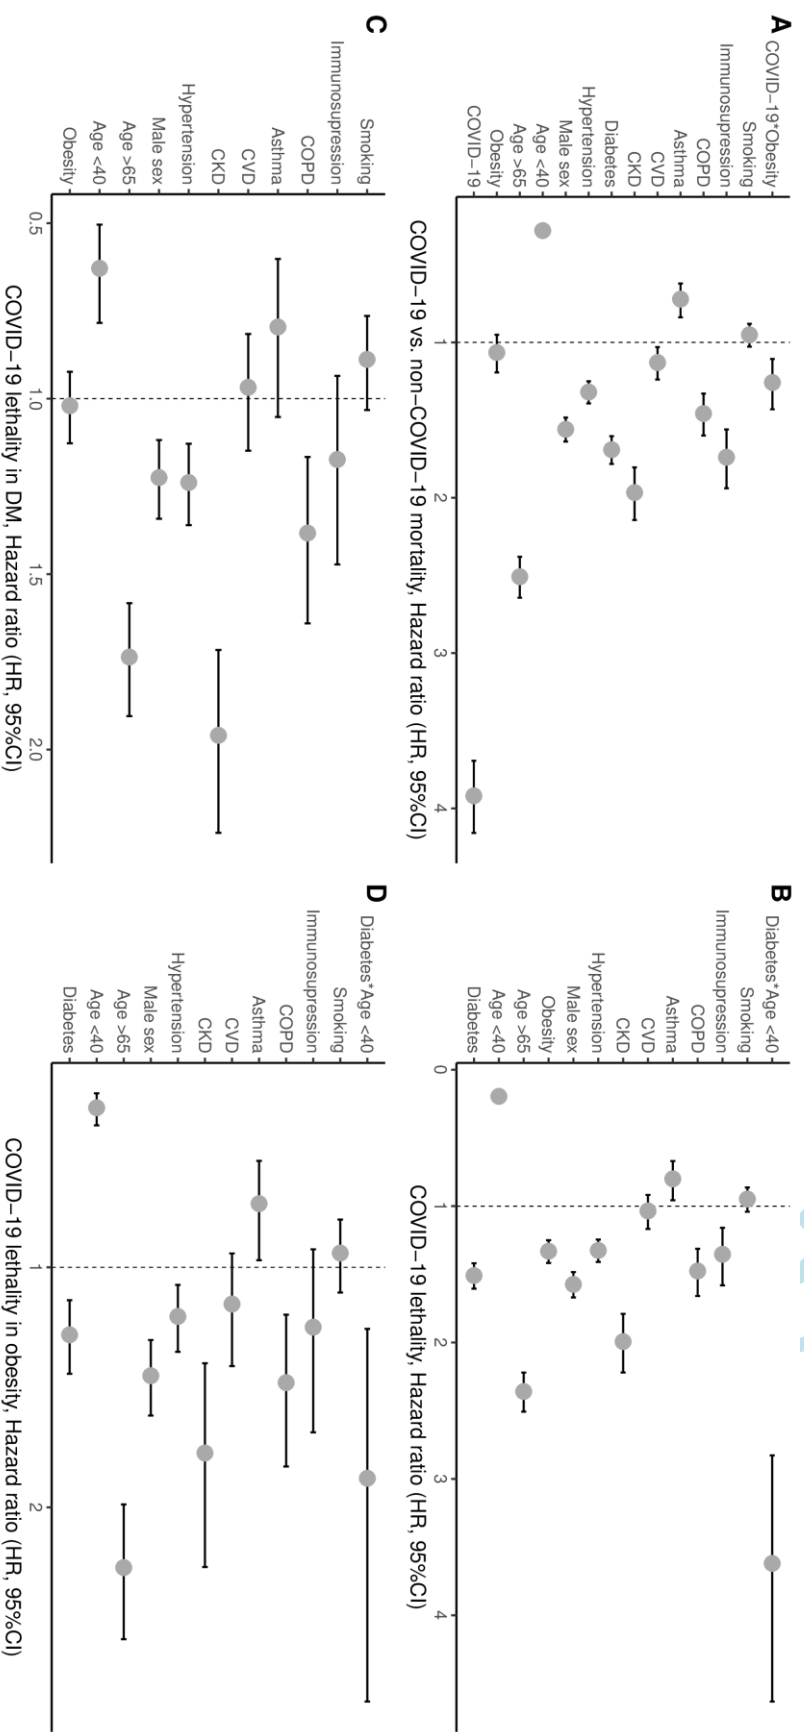 A
COVID−19*Obesity
Smoking
Immunosupression
COPD
Asthma
CVD
CKD
Diabetes
Hypertension
Male sex
Age <40
Age >65
Obesity
COVID−19
1
2
3
4
COVID−19 vs. non−COVID−19 mortality, Hazard ratio (HR, 95%CI)
B
Diabetes*Age <40
Smoking
Immunosupression
COPD
Asthma
CVD
CKD
Hypertension
Male sex
Obesity
Age >65
Age <40
Diabetes
0
1
2
3
4
COVID−19 lethality, Hazard ratio (HR, 95%CI)
C
Smoking
Immunosupression
COPD
Asthma
CVD
CKD
Hypertension
Male sex
Age >65
Age <40
Obesity
0.5
1.0
1.5
2.0
COVID−19 lethality in DM, Hazard ratio (HR, 95%CI)
D
Diabetes*Age <40
Smoking
Immunosupression
COPD
Asthma
CVD
CKD
Hypertension
Male sex
Age >65
Age <40
Diabetes
1
2
COVID−19 lethality in obesity, Hazard ratio (HR, 95%CI)